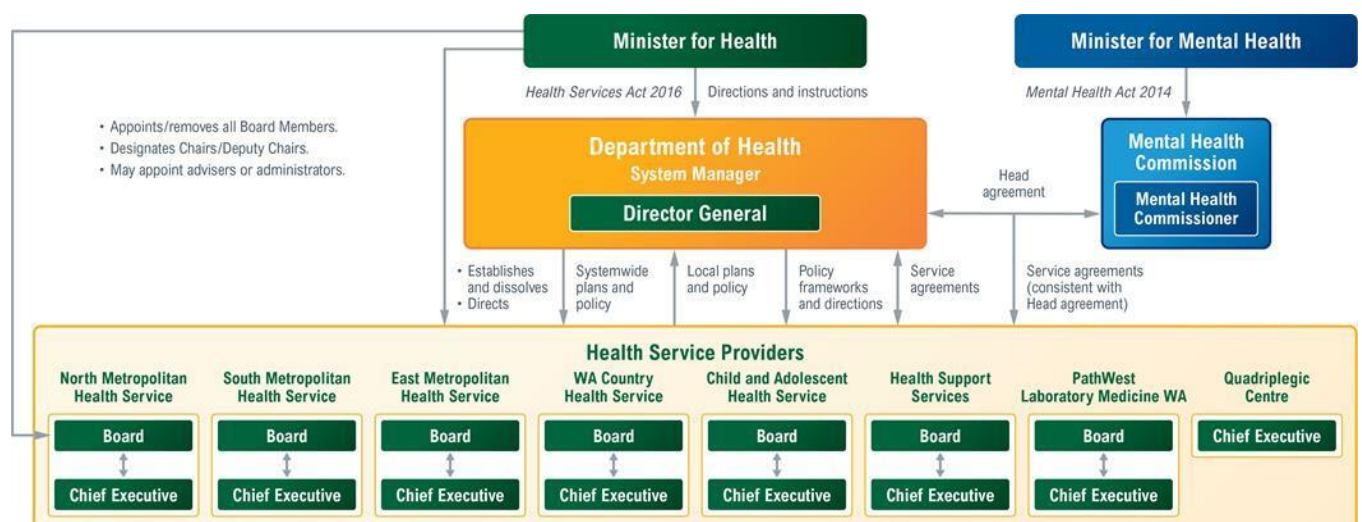 Minister for Health
Minister for Mental Health
Health Services Act 2016
Directions and instructions
Mental Health Act 2014
• Appoints/removes all Board Members.
• Designates Chairs/Deputy Chairs.
• May appoint advisers or administrators.
Department of Health
System Manager
Director General
Head
agreement
Mental Health
Commission
Mental Health
Commissioner
• Establishes
and dissolves
• Directs
Systemwide
plans and
policy
Local plans
and policy
Policy
frameworks
and directions
Service
agreements
Service agreements
(consistent with
Head agreement)
Health Service Providers
North Metropolitan
Health Service
Board
Chief Executive
South Metropolitan
Health Service
Board
Chief Executive
East Metropolitan
Health Service
Board
Chief Executive
WA Country
Health Service
Board
Chief Executive
Child and Adolescent
Health Service
Board
Chief Executive
Health Support
Services
Board
Chief Executive
PathWest
Laboratory Medicine WA
Board
Chief Executive
Quadriplegic
Centre
Chief Executive